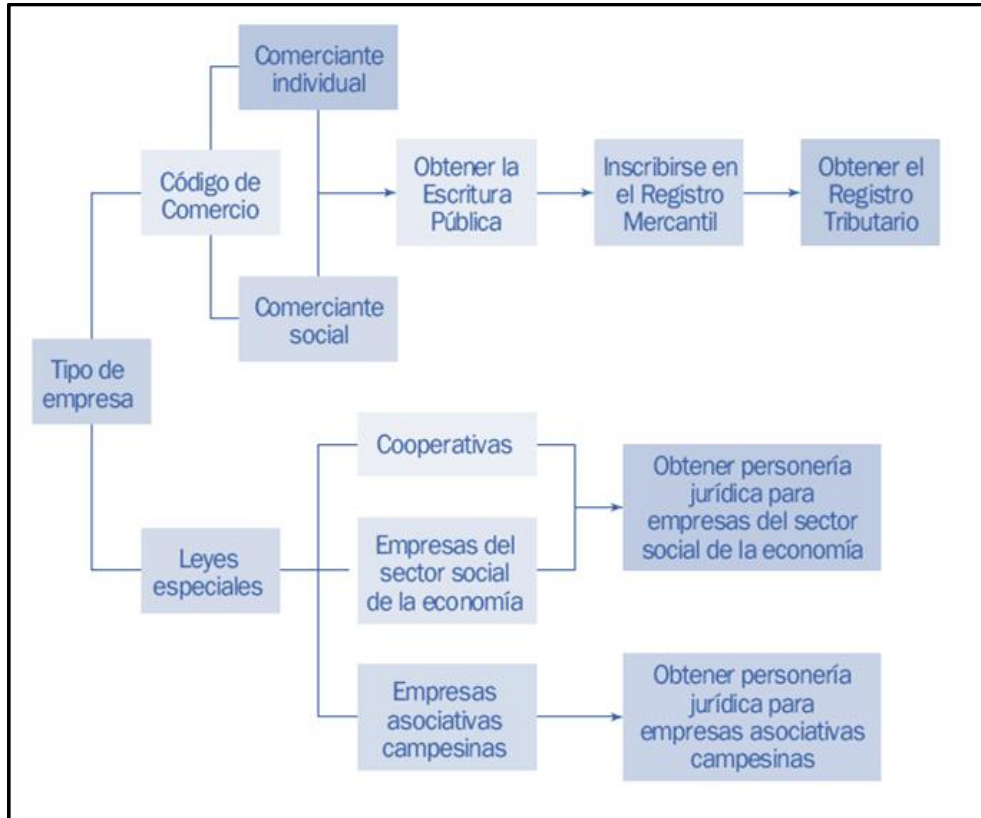 Comerciante
individual
Código de
Comercio
Obtener la
Escritura
Pública
Inscribirse en
el Registro
Mercantil
Obtener el
Registro
Tributario
Comerciante
social
Tipo de
empresa
Cooperativas
Obtener personería
jurídica para
empresas del sector
social de la economía
Leyes
especiales
Empresas del
sector social
de la economía
Empresas
asociativas
campesinas
Obtener personería
jurídica para
empresas asociativas
campesinas